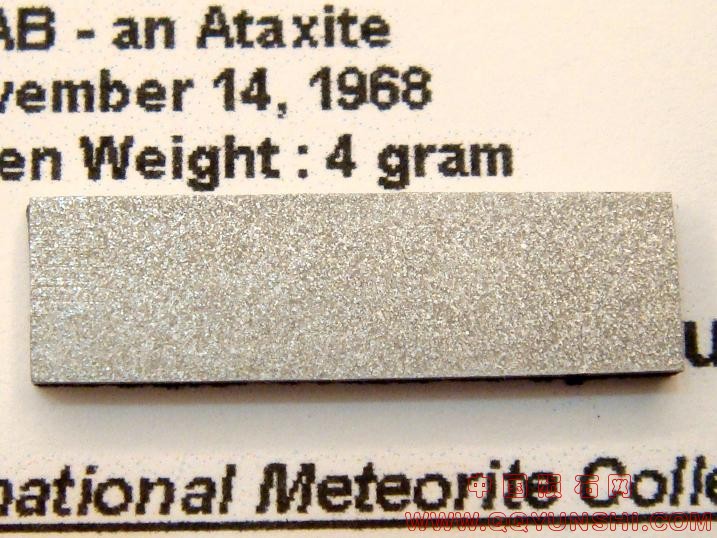 AB - an Ataxite
vember 14, 1968
en Weight : 4 gram
u
national Meteorite Colle
中国陨石网
WWW.QQYUNSHI.COM